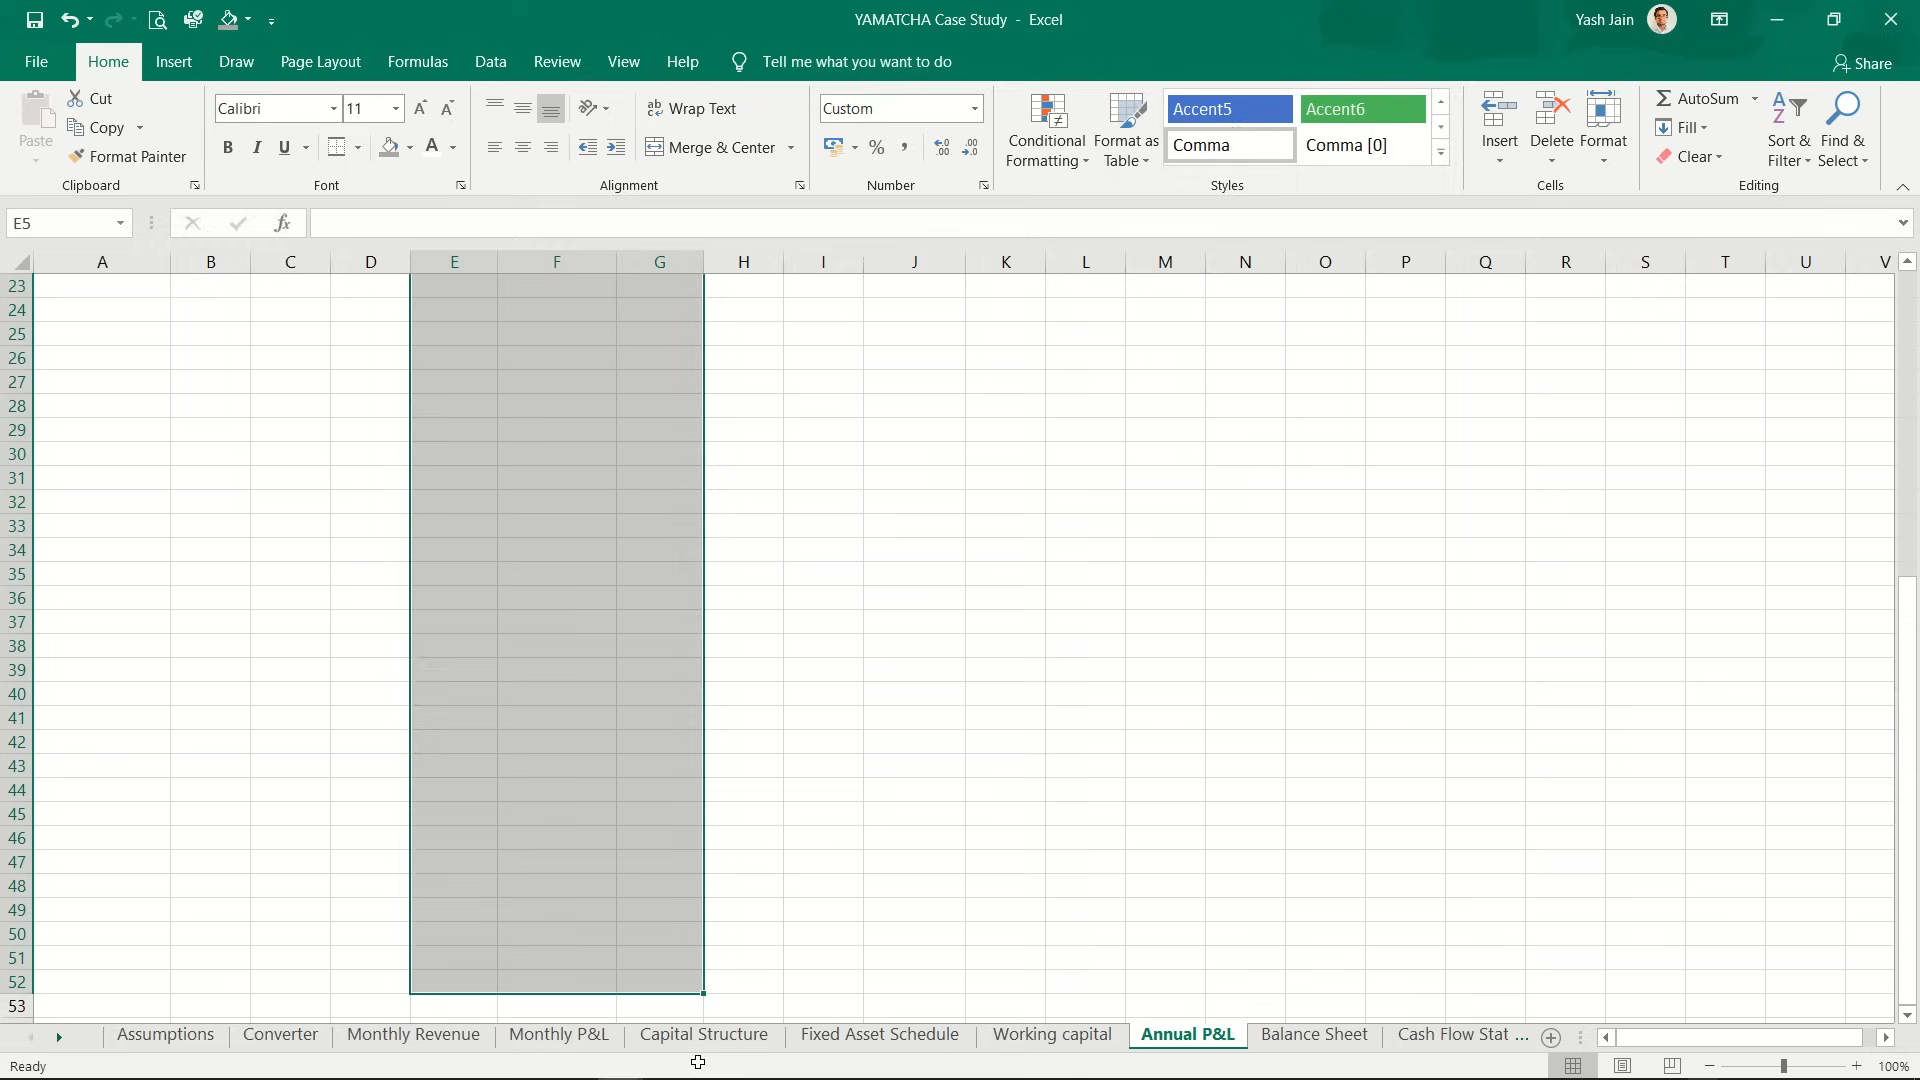 YAMATCHA Case Study - Excel
Yash Jain
File Home Insert Draw Page Layout Formulas Data Review View Help Tell me what you want to do Share
Paste
Cut
Copy
Format Painter
Clipboard
Calibri 11
B I U
Font
Wrap Text
Merge & Center
Alignment
Custom
% ,
Number
Conditional Formatting
Format as Table
Accent5 Accent6
Comma Comma [0]
Styles
Insert Delete Format
Cells
AutoSum
Fill
Clear
Sort & Filter
Find & Select
Editing
E5 fx
A B C D E F G H I J K L M N O P Q R S T U V
23
24
25
26
27
28
29
30
31
32
33
34
35
36
37
38
39
40
41
42
43
44
45
46
47
48
49
50
51
52
53
Assumptions Converter Monthly Revenue Monthly P&L Capital Structure Fixed Asset Schedule Working capital Annual P&L Balance Sheet Cash Flow Stat ...
Ready 100%